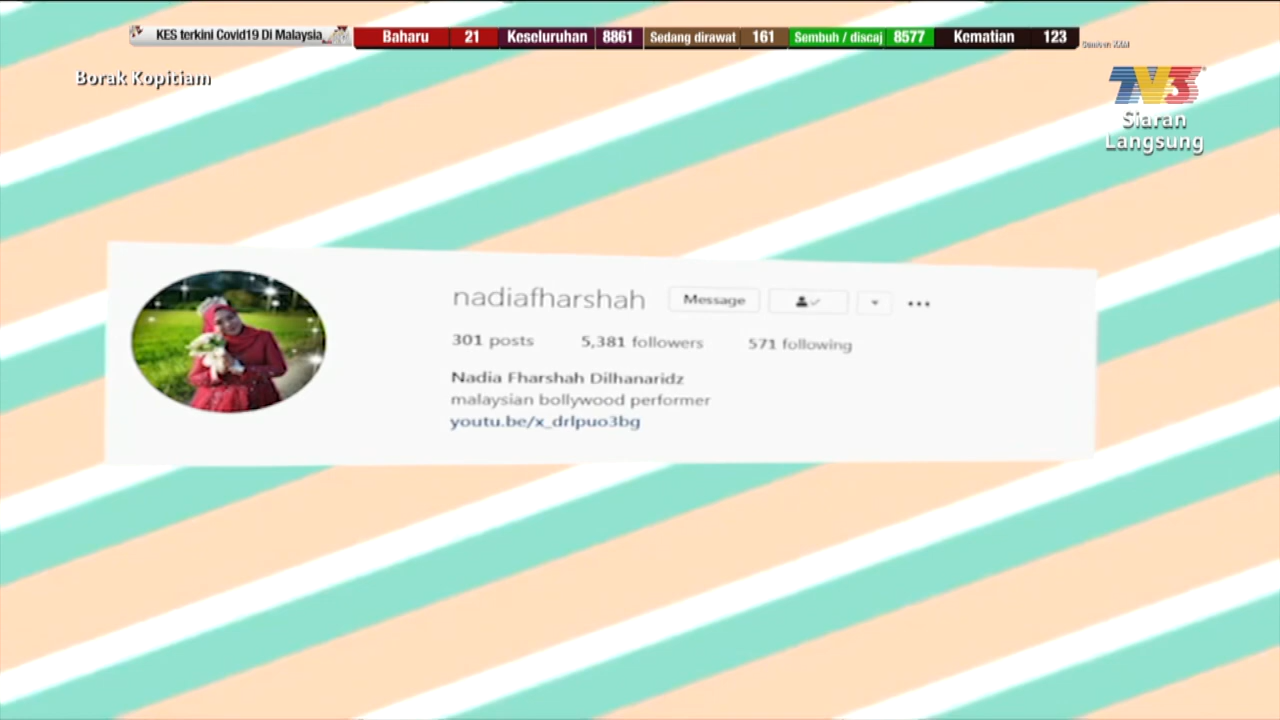 KES terkini Covid19 Di Malaysia Baharu 21 Keseluruhan 8861 Sedang dirawat 161 Sembuh / discaj 8577 Kematian 123
Sumber: KKM
Borak Kopitiam
TV3
Siaran
Langsung
nadiafharshah Message
301 posts 5,381 followers 571 following
Nadia Fharshah Dilhanaridz
malaysian bollywood performer
youtu.be/x_drlpuo3bg